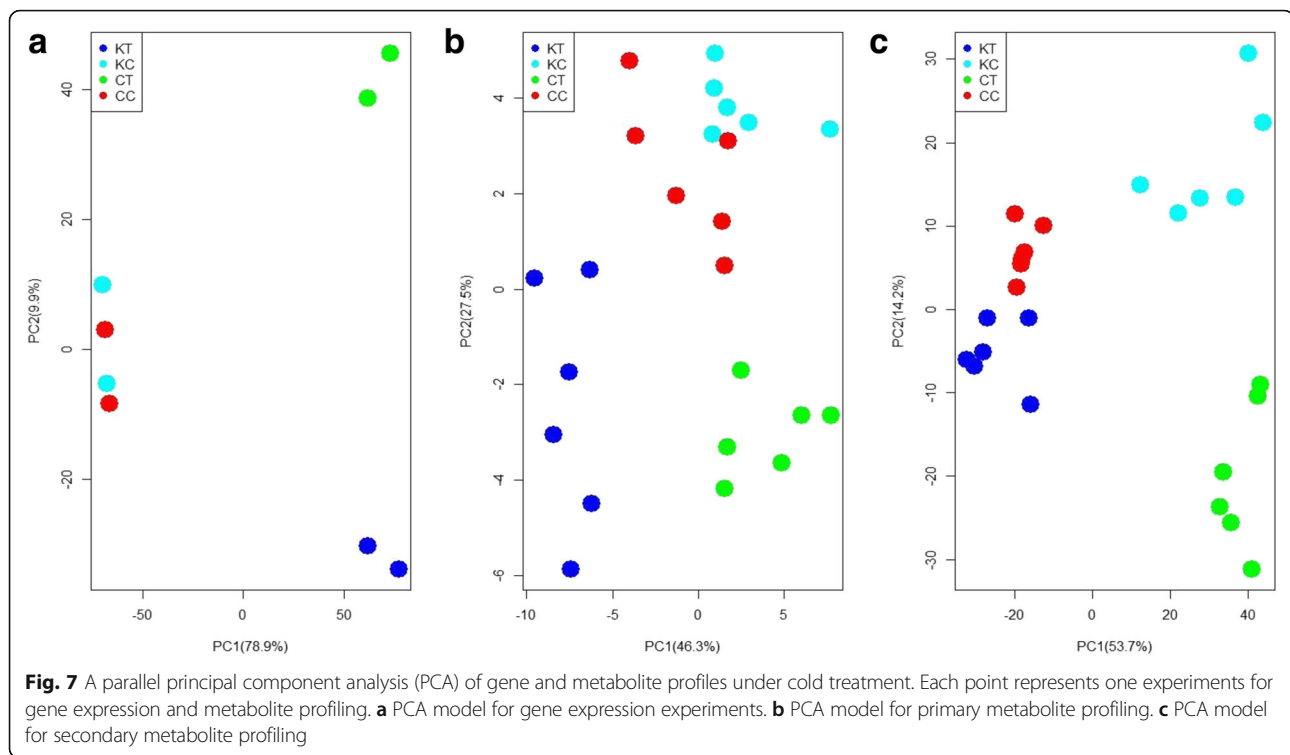 a
KT
KC
CT
CC
40
20
0
-20
PC2(9.9%)
-50
0
50
PC1(78.9%)
b
KT
KC
CT
CC
4
2
0
-2
-4
-6
PC2(27.5%)
-10
-5
0
5
PC1(46.3%)
c
KT
KC
CT
CC
30
20
10
0
-10
-20
-30
PC2(14.2%)
-20
0
20
40
PC1(53.7%)
Fig. 7 A parallel principal component analysis (PCA) of gene and metabolite profiles under cold treatment. Each point represents one experiments for
gene expression and metabolite profiling. a PCA model for gene expression experiments. b PCA model for primary metabolite profiling. c PCA model
for secondary metabolite profiling